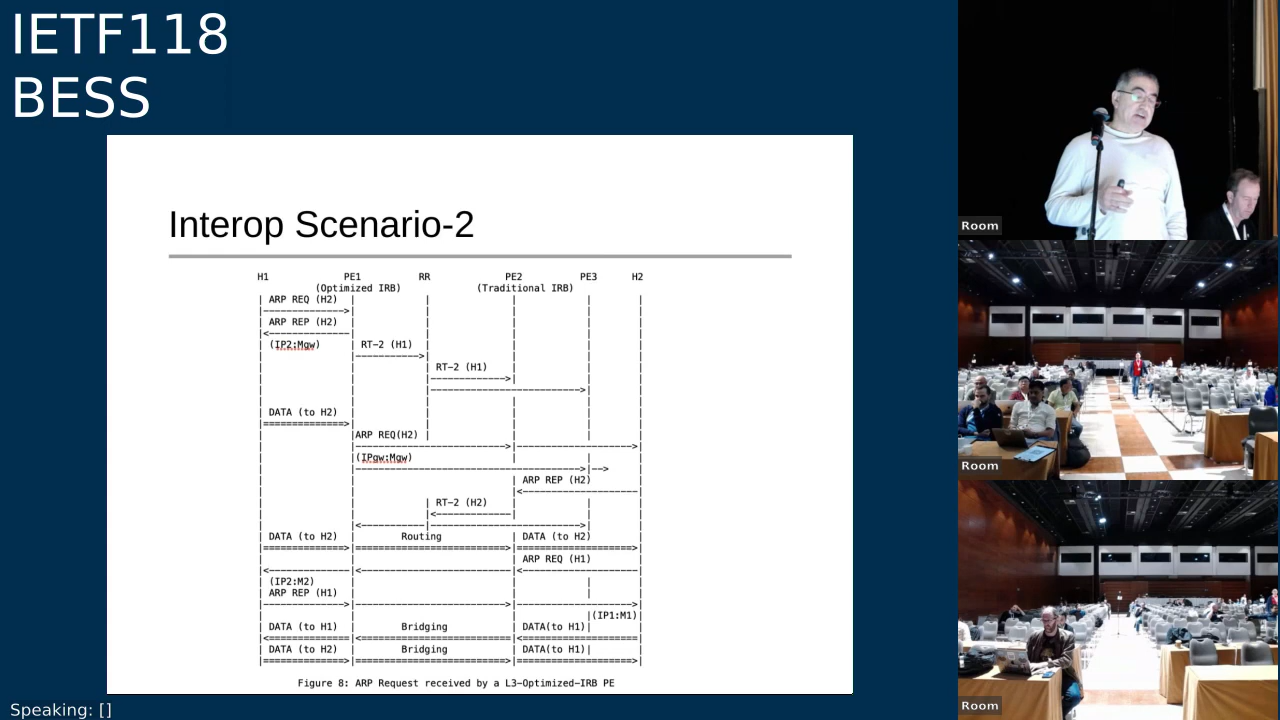 IETF118
BESS
Interop Scenario-2
H1 PE1 RR PE2 PE3 H2
(Optimized IRB) (Traditional IRB)
| ARP REQ (H2) | | | | |
|-------------->| | | | |
| ARP REP (H2) | | | | |
|<--------------| | | | |
| (IP2:Mgw) | RT-2 (H1) | | | |
| |----------->| | | |
| | | RT-2 (H1) | | |
| | |------------->| | |
| | |-------------------------->| |
| DATA (to H2) | | | | |
|==============>| | | | |
| |ARP REQ(H2) | | | |
| |-------------------------->|-------------------->|
| |(IPgw:Mgw) | | |
| |--------------------------------------->|--> |
| | | ARP REP (H2) |
| | |<--------------------|
| | | RT-2 (H2) | | |
| | |<-------------| | |
| |<-----------|-------------------------->| |
| DATA (to H2) | Routing | DATA (to H2) |
|==============>|==========================>|====================>|
| | | ARP REQ (H1) |
|<--------------|<--------------------------|<--------------------|
| (IP2:M2) | | | |
| ARP REP (H1) | | | |
|-------------->|-------------------------->|-------------------->|
| | | |(IP1:M1)|
| DATA (to H1) | Bridging | DATA(to H1)| |
|<==============|<==========================|<====================|
| DATA (to H2) | Bridging | DATA(to H1)| |
|==============>|==========================>|====================>|
Figure 8: ARP Request received by a L3-Optimized-IRB PE
Room
Room
Room
Speaking: []